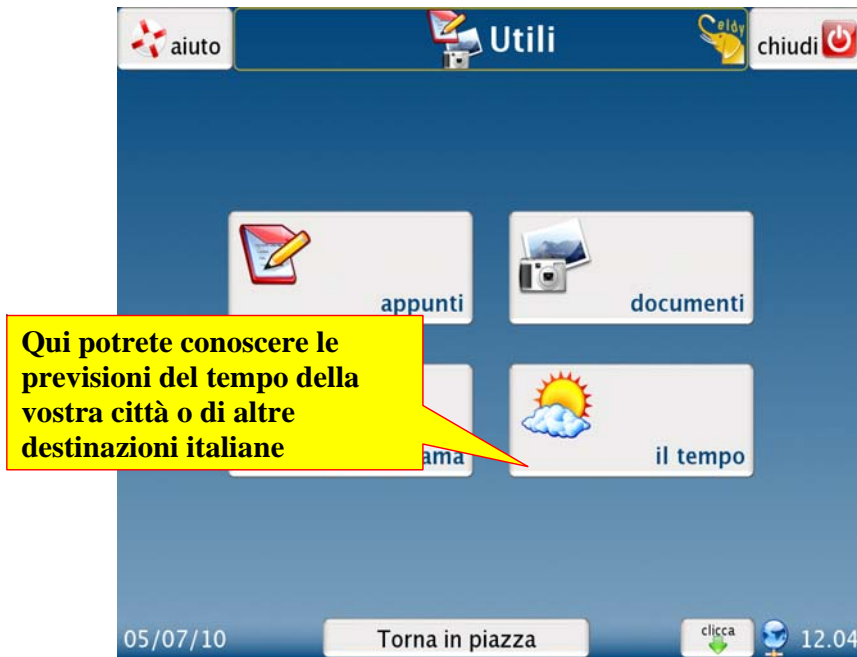 aiuto
Utili
Celdy
chiudi
appunti
documenti
Qui potrete conoscere le
previsioni del tempo della
vostra città o di altre
destinazioni italiane
ama
il tempo
05/07/10
Torna in piazza
clicca
12.04